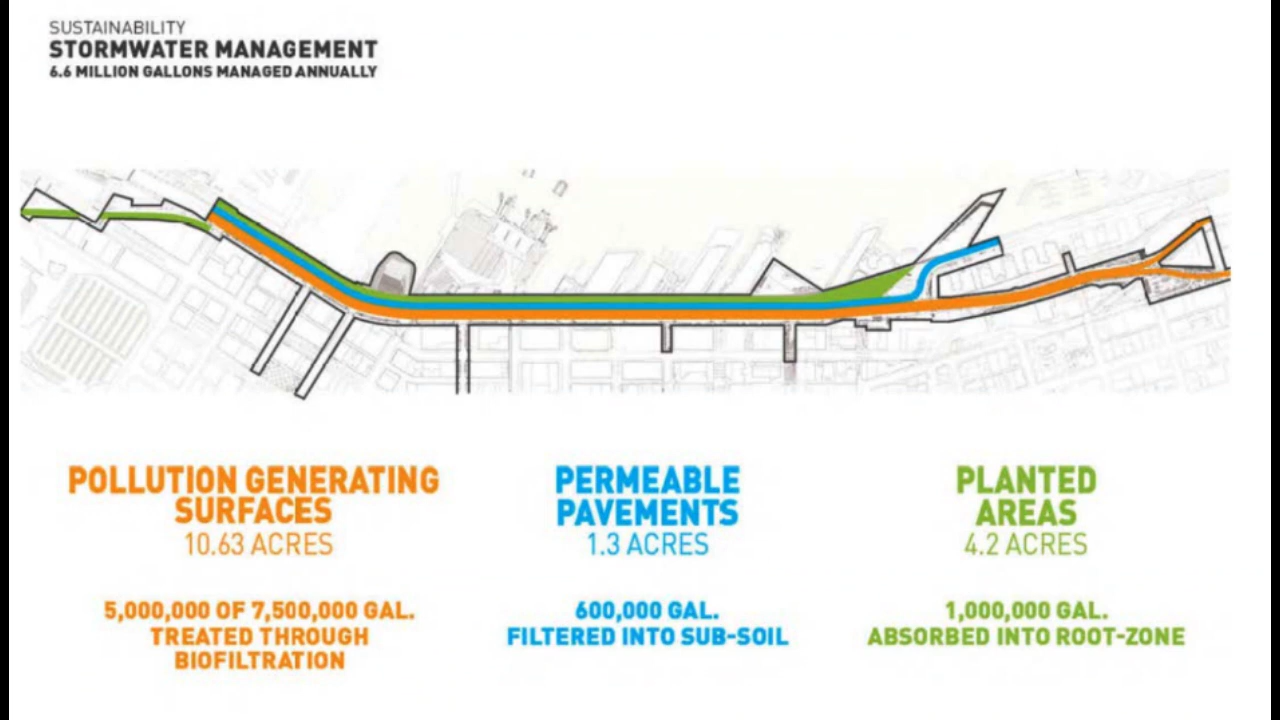 SUSTAINABILITY
STORMWATER MANAGEMENT
6.6 MILLION GALLONS MANAGED ANNUALLY
POLLUTION GENERATING
SURFACES
10.63 ACRES
5,000,000 OF 7,500,000 GAL.
TREATED THROUGH
BIOFILTRATION
PERMEABLE
PAVEMENTS
1.3 ACRES
600,000 GAL.
FILTERED INTO SUB-SOIL
PLANTED
AREAS
4.2 ACRES
1,000,000 GAL.
ABSORBED INTO ROOT-ZONE